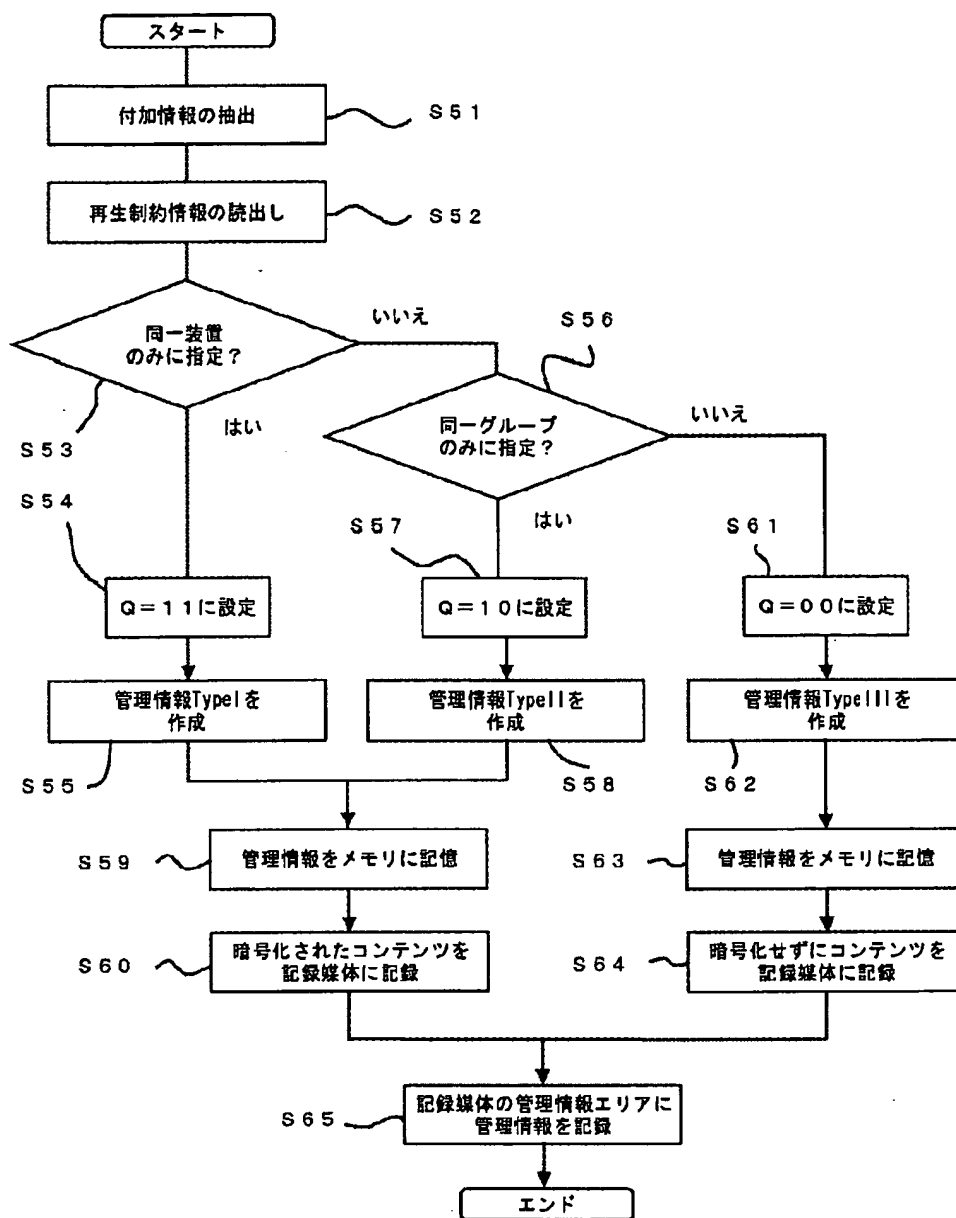 スタート
付加情報の抽出
S51
再生制約情報の読出し
S52
同一装置
のみに指定?
いいえ
S56
S53
はい
同一グループ
のみに指定?
いいえ
S54
S57
はい
S61
Q=11に設定
Q=10に設定
Q=00に設定
管理情報TypeIを
作成
管理情報TypeIIを
作成
管理情報TypeIIIを
作成
S55
S58
S62
S59
管理情報をメモリに記憶
S63
管理情報をメモリに記憶
S60
暗号化されたコンテンツを
記録媒体に記録
S64
暗号化せずにコンテンツを
記録媒体に記録
S65
記録媒体の管理情報エリアに
管理情報を記録
エンド